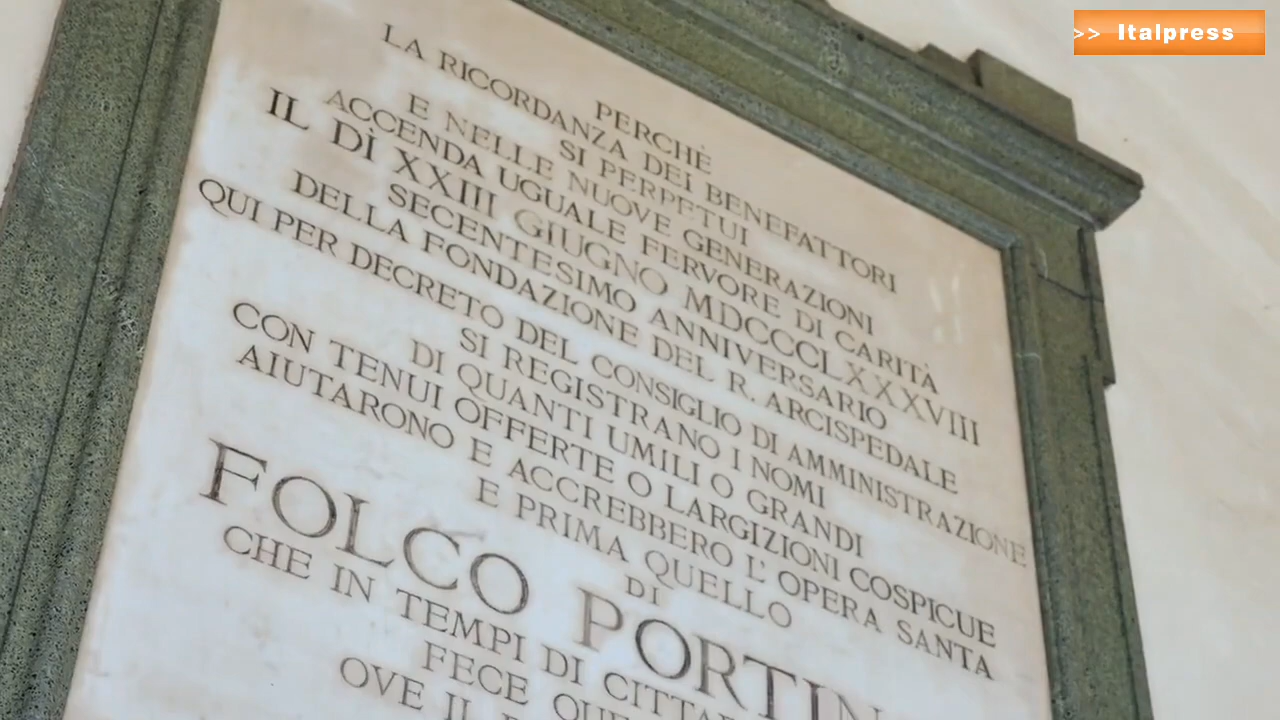 >> Italpress
PERCHÈ
LA RICORDANZA DEI BENEFATTORI
SI PERPETUI
E NELLE NUOVE GENERAZIONI
ACCENDA UGUALE FERVORE DI CARITÀ
IL DÌ XXIII GIUGNO MDCCCLXXXVIII
SECENTESIMO ANNIVERSARIO
DELLA FONDAZIONE DEL R. ARCISPEDALE
QUI PER DECRETO DEL CONSIGLIO DI AMMINISTRAZIONE
SI REGISTRANO I NOMI
DI QUANTI UMILI O GRANDI
CON TENUI OFFERTE O LARGIZIONI COSPICUE
AIUTARONO E ACCREBBERO L' OPERA SANTA
E PRIMA QUELLO
DI
FOLCO PORTIN
CHE IN TEMPI DI
FECE
OVE IL